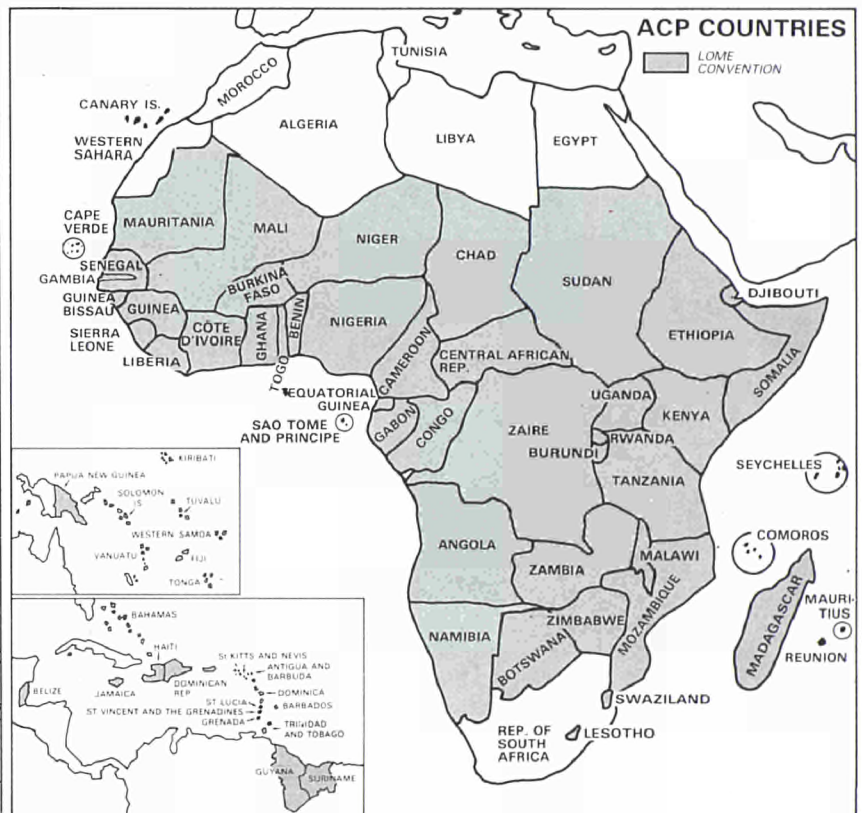 ACP COUNTRIES
LOME
CONVENTION
TUNISIA
MOROCCO
CANARY IS.
ALGERIA
LIBYA
EGYPT
WESTERN
SAHARA
CAPE
VERDE
MAURITANIA
MALI
NIGER
CHAD
SUDAN
SENEGAL
GAMBIA
GUINEA
BISSAU
GUINEA
BURKINA
FASO
SIERRA
LEONE
CÔTE
D'IVOIRE
LIBERIA
GHANA
TOGO
BENIN
NIGERIA
CAMEROON
CENTRAL AFRICAN
REP.
DJIBOUTI
ETHIOPIA
SOMALIA
EQUATORIAL
GUINEA
SAO TOME
AND PRINCIPE
GABON
CONGO
ZAIRE
UGANDA
KENYA
RWANDA
BURUNDI
TANZANIA
SEYCHELLES
COMOROS
ANGOLA
ZAMBIA
MALAWI
MOZAMBIQUE
ZIMBABWE
NAMIBIA
BOTSWANA
MADAGASCAR
MAURI-
TIUS
REUNION
SWAZILAND
LESOTHO
REP. OF
SOUTH
AFRICA
KIRIBATI
PAPUA NEW GUINEA
SOLOMON
IS
TUVALU
WESTERN SAMOA
VANUATU
FIJI
TONGA
BAHAMAS
HAITI
St KITTS AND NEVIS
ANTIGUA AND
BARBUDA
BELIZE
JAMAICA
DOMINICAN
REP
DOMINICA
ST LUCIA
BARBADOS
ST VINCENT AND THE GRENADINES
GRENADA
TRINIDAD
AND TOBAGO
GUYANA
SURINAME